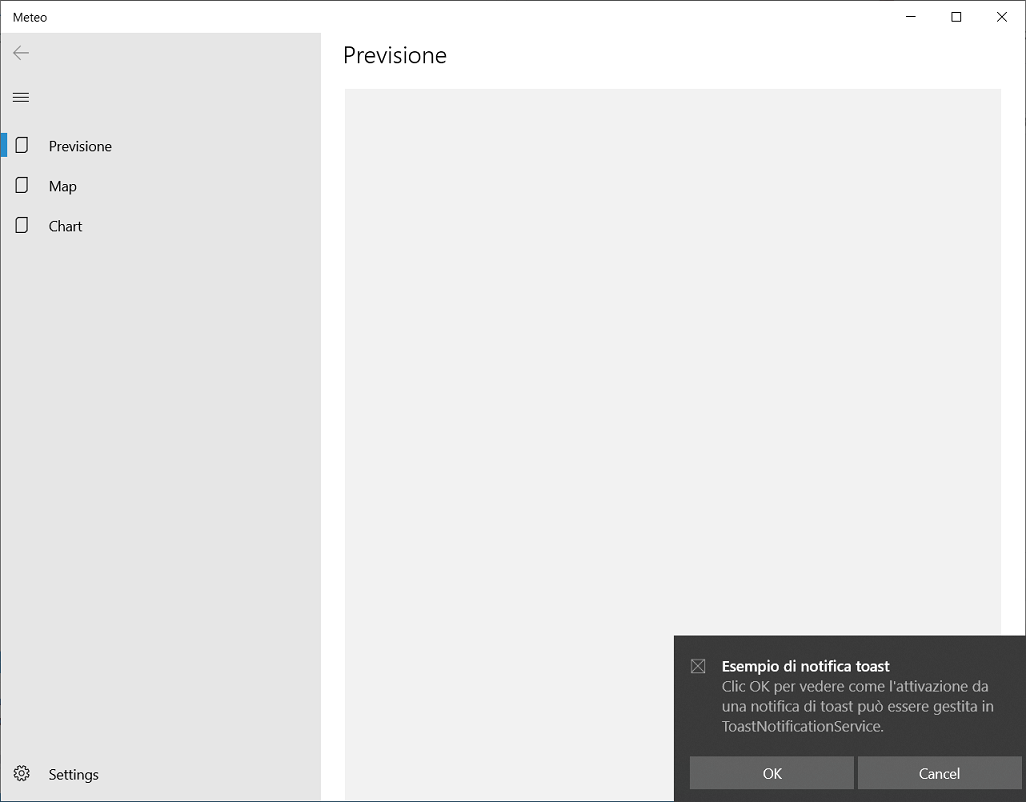 Meteo
Previsione
Previsione
Map
Chart
Settings
Esempio di notifica toast
Clic OK per vedere come l'attivazione da
una notifica di toast può essere gestita in
ToastNotificationService.
OK
Cancel